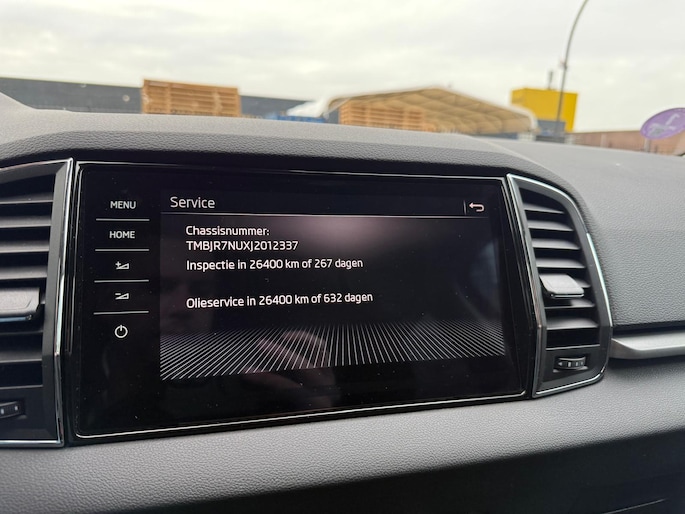 MENU
HOME
Service
Chassisnummer:
TMBJR7NUXJ2012337
Inspectie in 26400 km of 267 dagen
Olieservice in 26400 km of 632 dagen